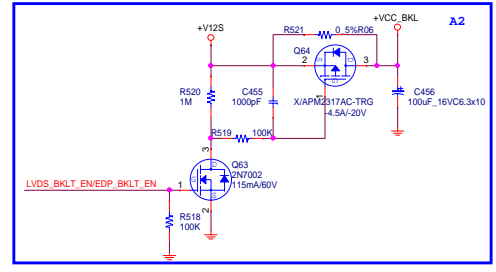 A2
+VCC_BKL
+V12S
R521
0_5%R06
Q64
2
3
S
D
G
1
R520
1M
C455
1000pF
X/APM2317AC-TRG
-4.5A/-20V
C456
100uF_16VC6.3x10
R519
100K
3
D
Q63
2N7002
115mA/60V
G
S
LVDS_BKLT_EN/EDP_BKLT_EN
1
2
R518
100K